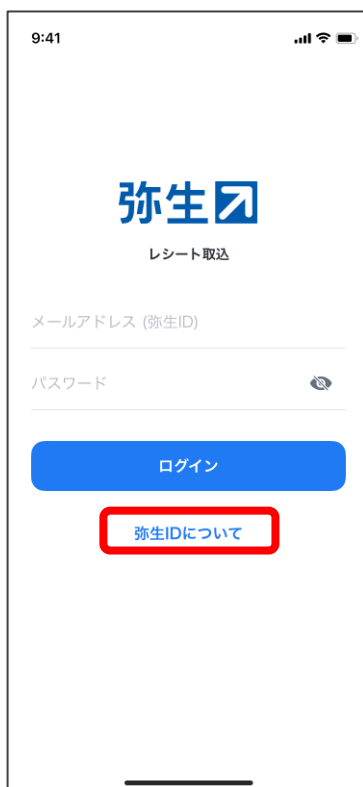 9:41
弥生
レシート取込
メールアドレス (弥生ID)
パスワード
ログイン
弥生IDについて